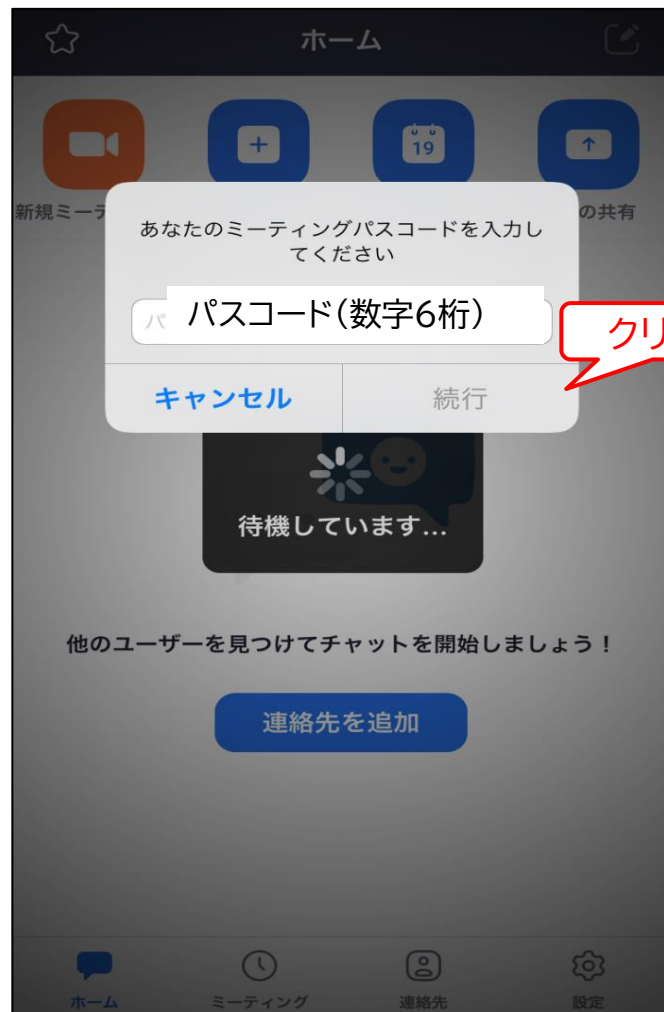 ホーム
19
新規ミーテ
の共有
あなたのミーティングパスコードを入力し
てください
パ
パスコード(数字6桁)
クリ
キャンセル
続行
待機しています...
他のユーザーを見つけてチャットを開始しましょう！
連絡先を追加
ホーム
ミーティング
連絡先
設定